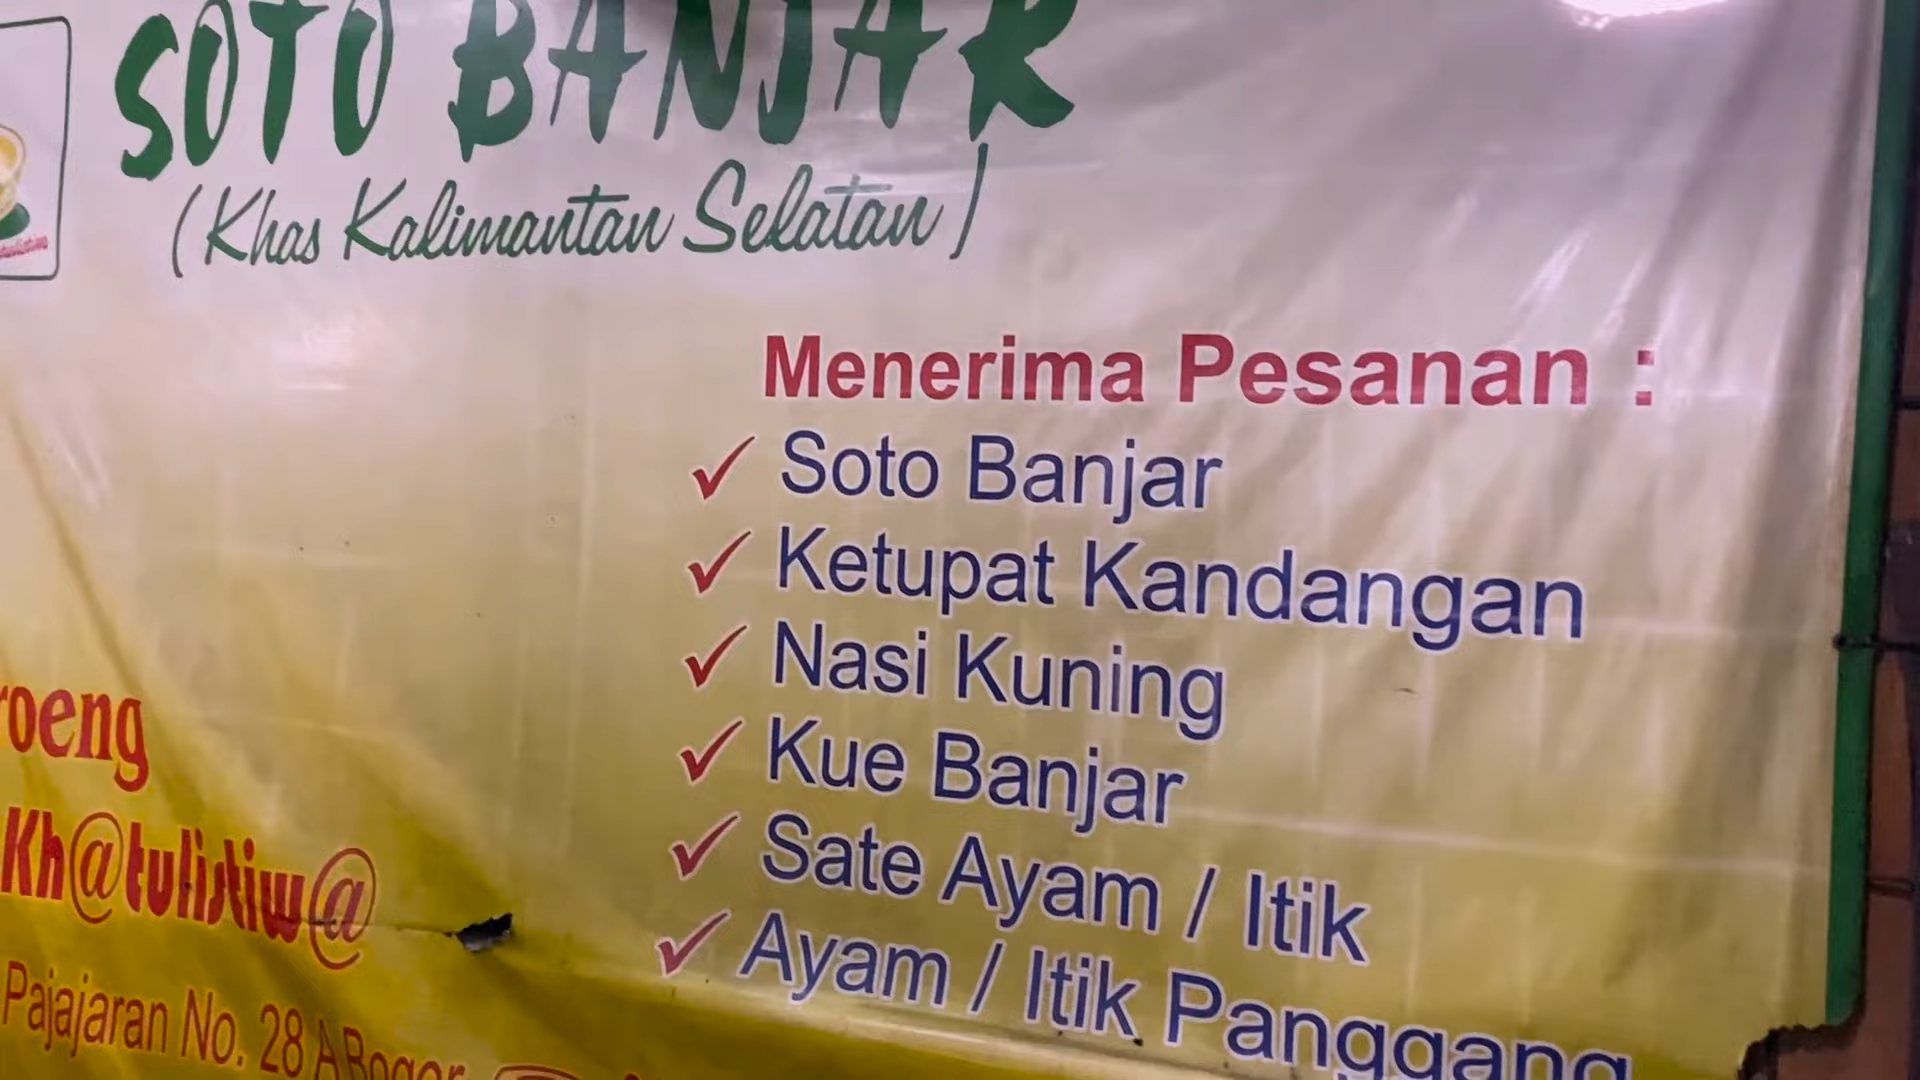 SOTO BANJAR
(Khas Kalimantan Selatan)
Menerima Pesanan :
✓ Soto Banjar
✓ Ketupat Kandangan
✓ Nasi Kuning
✓ Kue Banjar
✓ Sate Ayam / Itik
✓ Ayam / Itik Panggang
roeng
Kh@tulistiw@
Pajajaran No. 28 A Bogor